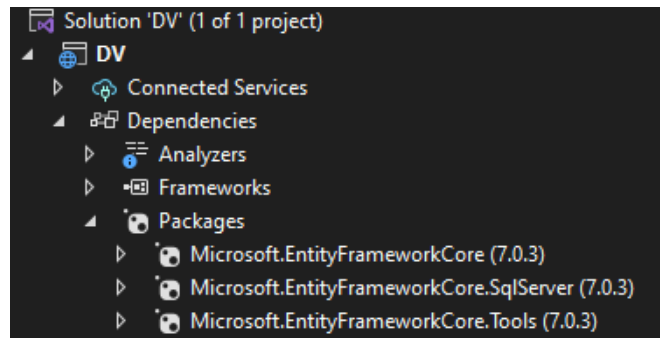 Solution 'DV' (1 of 1 project)
DV
Connected Services
Dependencies
Analyzers
Frameworks
Packages
Microsoft.EntityFrameworkCore (7.0.3)
Microsoft.EntityFrameworkCore.SqlServer (7.0.3)
Microsoft.EntityFrameworkCore.Tools (7.0.3)